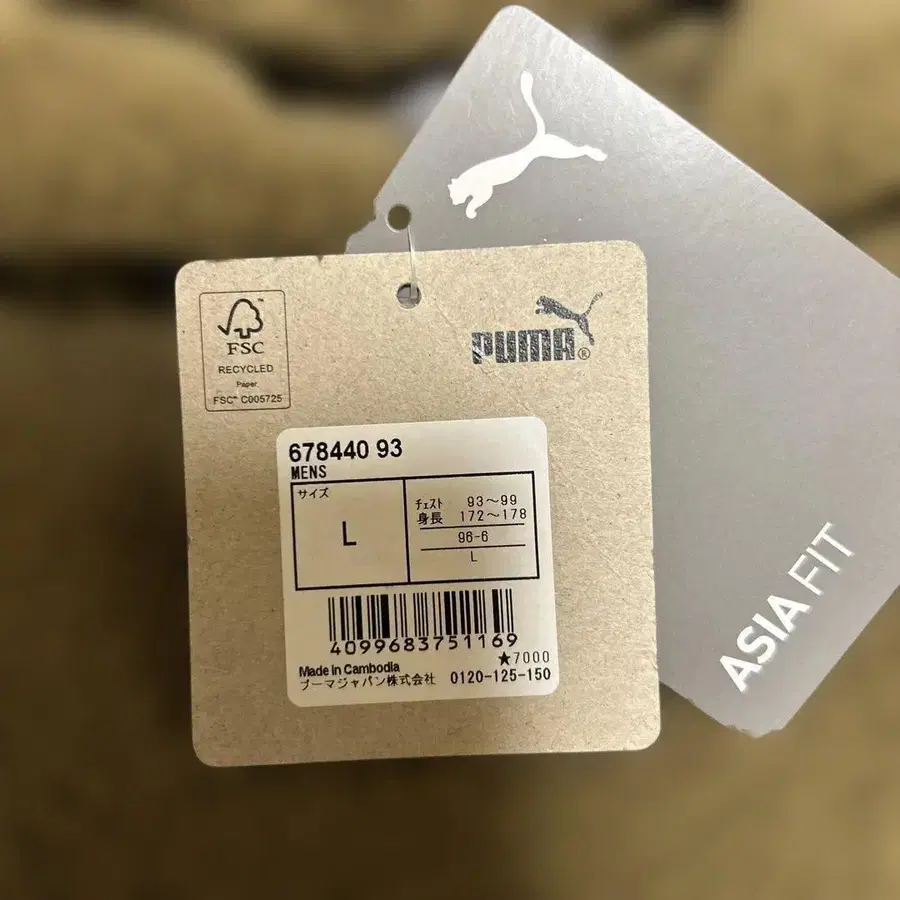 FSC™
RECYCLED
Paper
FSC™ C005725
PUMA®
678440 93
MENS
サイズ
L
チェスト 93〜99
身長 172〜178
96-6
L
4099683751169
★7000
Made in Cambodia
プーマジャパン株式会社 0120-125-150
ASIA FIT